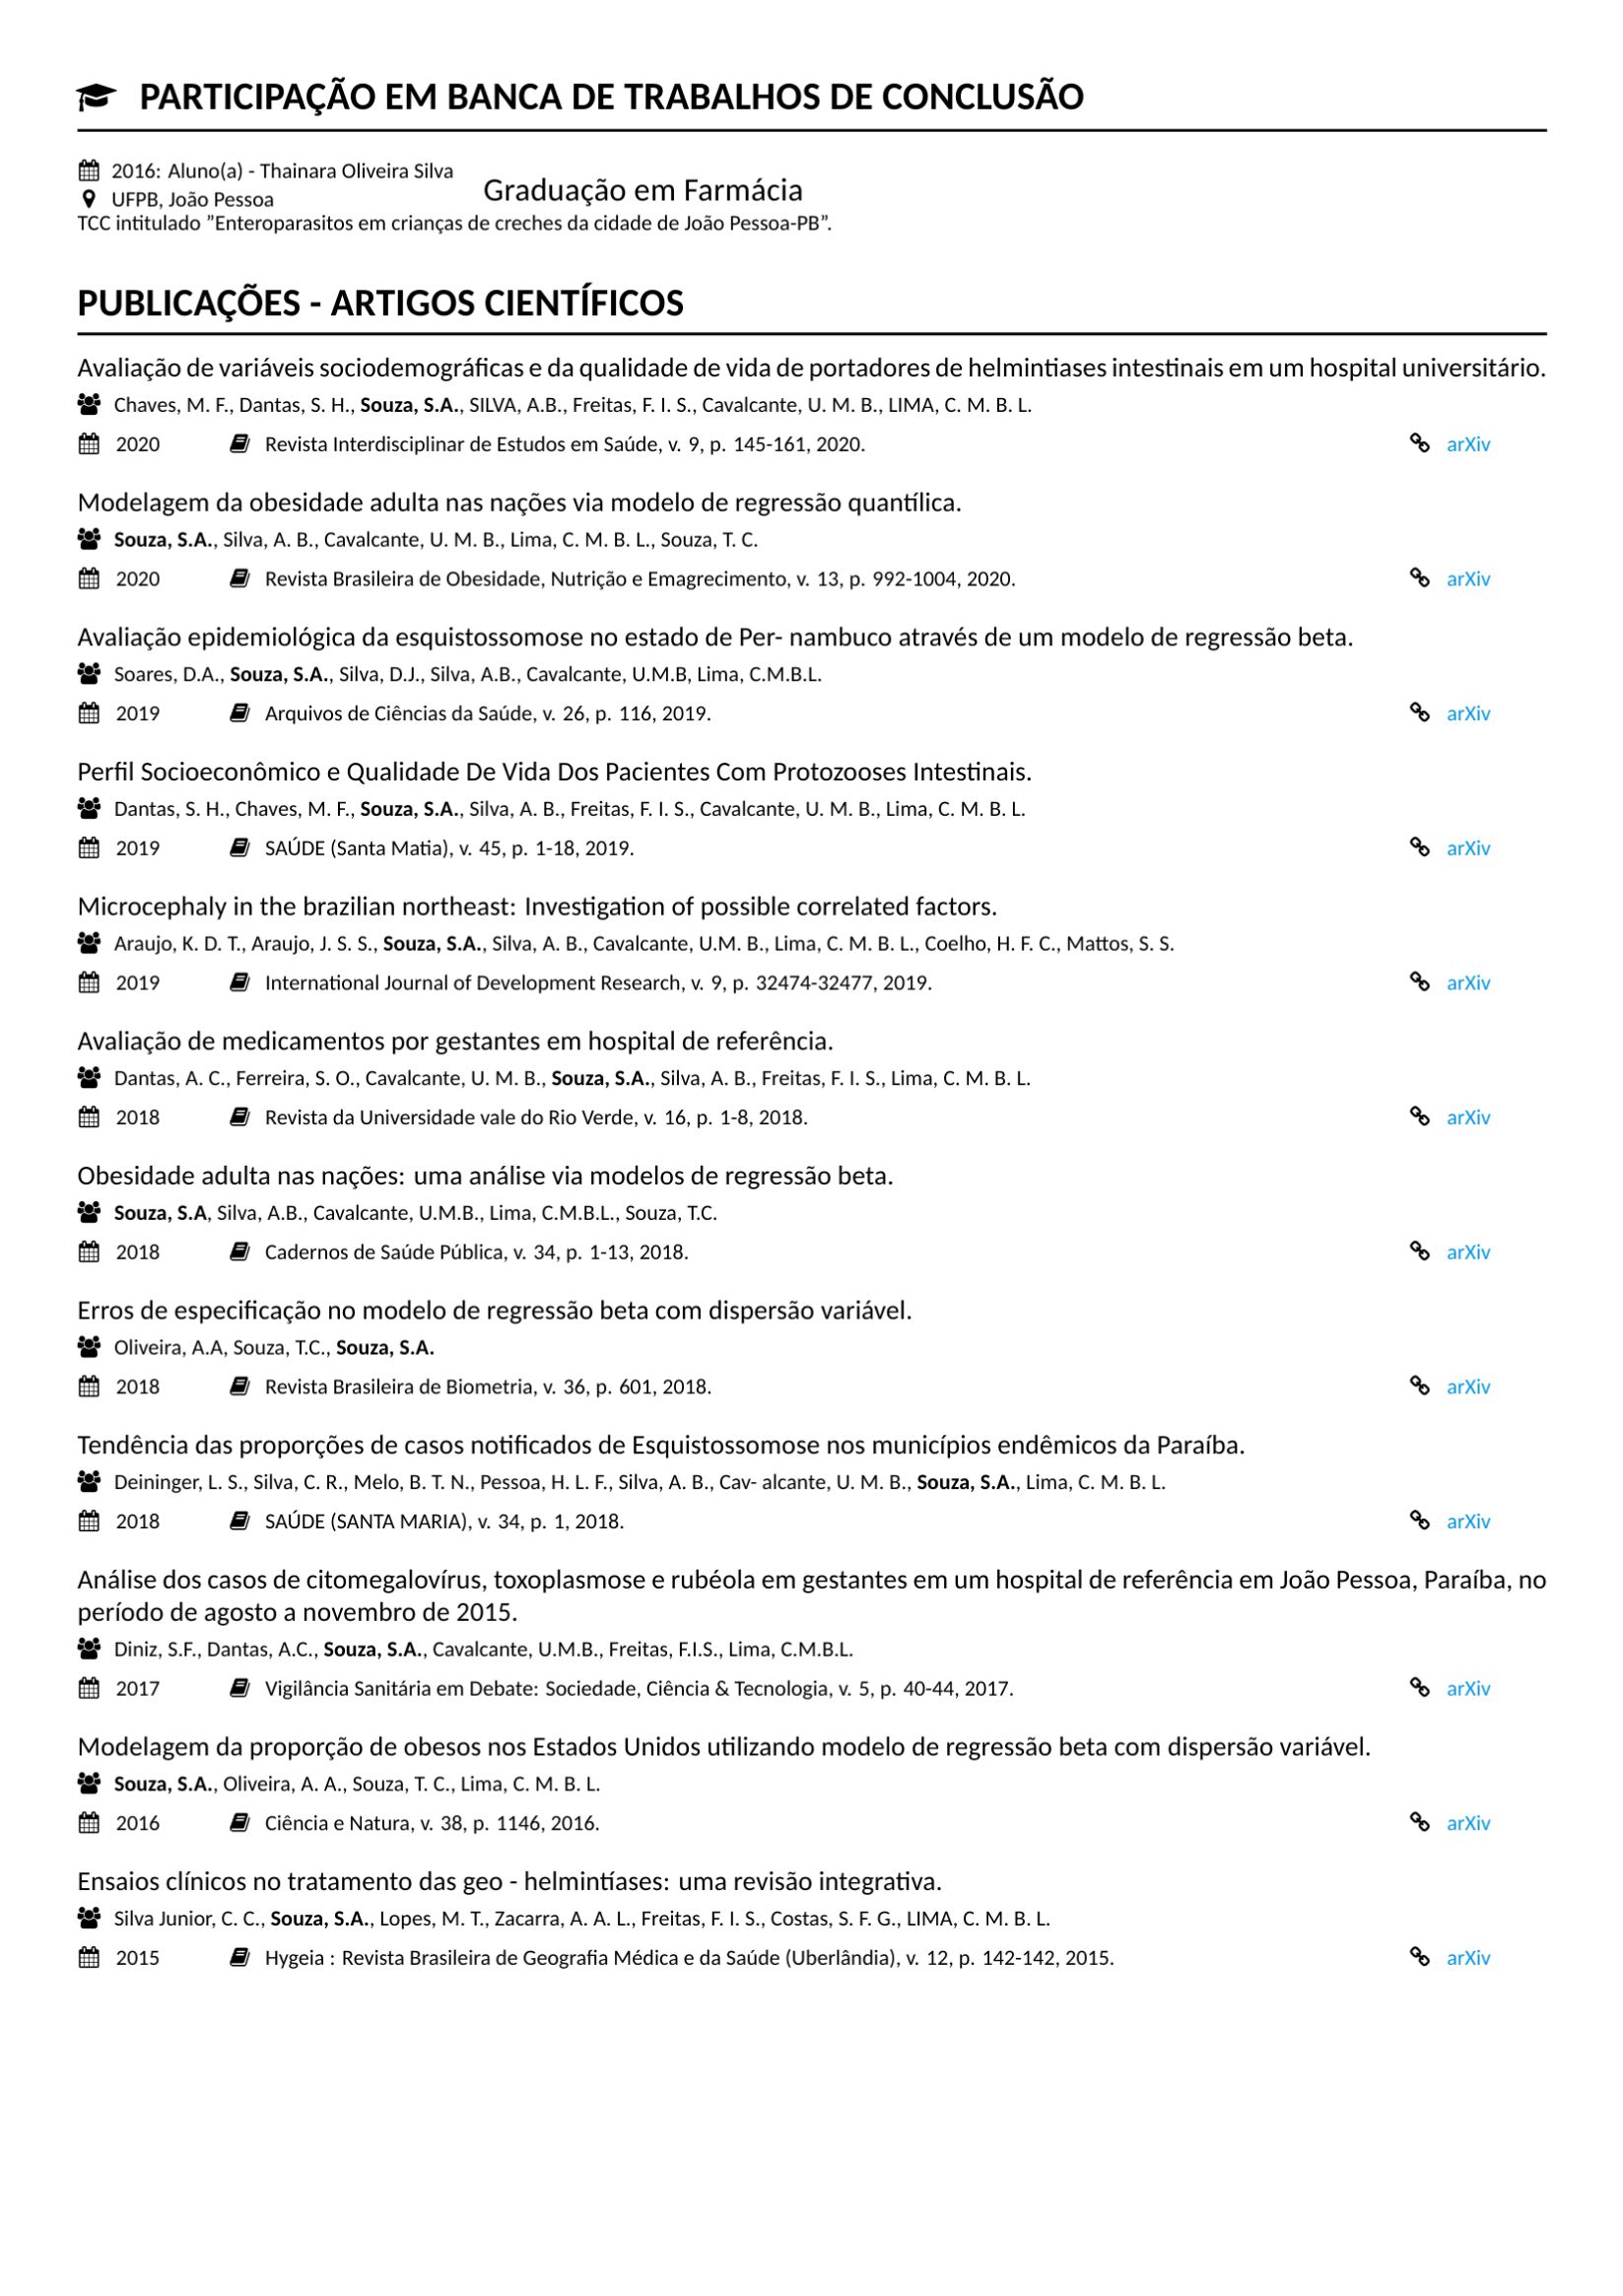 PARTICIPAÇÃO EM BANCA DE TRABALHOS DE CONCLUSÃO
2016: Aluno(a) - Thainara Oliveira Silva
UFPB, João Pessoa
Graduação em Farmácia
TCC intitulado ”Enteroparasitos em crianças de creches da cidade de João Pessoa-PB”.
PUBLICAÇÕES - ARTIGOS CIENTÍFICOS
Avaliação de variáveis sociodemográficas e da qualidade de vida de portadores de helmintiases intestinais em um hospital universitário.
Chaves, M. F., Dantas, S. H., Souza, S.A., SILVA, A.B., Freitas, F. I. S., Cavalcante, U. M. B., LIMA, C. M. B. L.
2020 Revista Interdisciplinar de Estudos em Saúde, v. 9, p. 145-161, 2020. arXiv
Modelagem da obesidade adulta nas nações via modelo de regressão quantílica.
Souza, S.A., Silva, A. B., Cavalcante, U. M. B., Lima, C. M. B. L., Souza, T. C.
2020 Revista Brasileira de Obesidade, Nutrição e Emagrecimento, v. 13, p. 992-1004, 2020. arXiv
Avaliação epidemiológica da esquistossomose no estado de Per- nambuco através de um modelo de regressão beta.
Soares, D.A., Souza, S.A., Silva, D.J., Silva, A.B., Cavalcante, U.M.B, Lima, C.M.B.L.
2019 Arquivos de Ciências da Saúde, v. 26, p. 116, 2019. arXiv
Perfil Socioeconômico e Qualidade De Vida Dos Pacientes Com Protozooses Intestinais.
Dantas, S. H., Chaves, M. F., Souza, S.A., Silva, A. B., Freitas, F. I. S., Cavalcante, U. M. B., Lima, C. M. B. L.
2019 SAÚDE (Santa Matia), v. 45, p. 1-18, 2019. arXiv
Microcephaly in the brazilian northeast: Investigation of possible correlated factors.
Araujo, K. D. T., Araujo, J. S. S., Souza, S.A., Silva, A. B., Cavalcante, U.M. B., Lima, C. M. B. L., Coelho, H. F. C., Mattos, S. S.
2019 International Journal of Development Research, v. 9, p. 32474-32477, 2019. arXiv
Avaliação de medicamentos por gestantes em hospital de referência.
Dantas, A. C., Ferreira, S. O., Cavalcante, U. M. B., Souza, S.A., Silva, A. B., Freitas, F. I. S., Lima, C. M. B. L.
2018 Revista da Universidade vale do Rio Verde, v. 16, p. 1-8, 2018. arXiv
Obesidade adulta nas nações: uma análise via modelos de regressão beta.
Souza, S.A, Silva, A.B., Cavalcante, U.M.B., Lima, C.M.B.L., Souza, T.C.
2018 Cadernos de Saúde Pública, v. 34, p. 1-13, 2018. arXiv
Erros de especificação no modelo de regressão beta com dispersão variável.
Oliveira, A.A, Souza, T.C., Souza, S.A.
2018 Revista Brasileira de Biometria, v. 36, p. 601, 2018. arXiv
Tendência das proporções de casos notificados de Esquistossomose nos municípios endêmicos da Paraíba.
Deininger, L. S., Silva, C. R., Melo, B. T. N., Pessoa, H. L. F., Silva, A. B., Cav- alcante, U. M. B., Souza, S.A., Lima, C. M. B. L.
2018 SAÚDE (SANTA MARIA), v. 34, p. 1, 2018. arXiv
Análise dos casos de citomegalovírus, toxoplasmose e rubéola em gestantes em um hospital de referência em João Pessoa, Paraíba, no
período de agosto a novembro de 2015.
Diniz, S.F., Dantas, A.C., Souza, S.A., Cavalcante, U.M.B., Freitas, F.I.S., Lima, C.M.B.L.
2017 Vigilância Sanitária em Debate: Sociedade, Ciência & Tecnologia, v. 5, p. 40-44, 2017. arXiv
Modelagem da proporção de obesos nos Estados Unidos utilizando modelo de regressão beta com dispersão variável.
Souza, S.A., Oliveira, A. A., Souza, T. C., Lima, C. M. B. L.
2016 Ciência e Natura, v. 38, p. 1146, 2016. arXiv
Ensaios clínicos no tratamento das geo - helmintíases: uma revisão integrativa.
Silva Junior, C. C., Souza, S.A., Lopes, M. T., Zacarra, A. A. L., Freitas, F. I. S., Costas, S. F. G., LIMA, C. M. B. L.
2015 Hygeia : Revista Brasileira de Geografia Médica e da Saúde (Uberlândia), v. 12, p. 142-142, 2015. arXiv